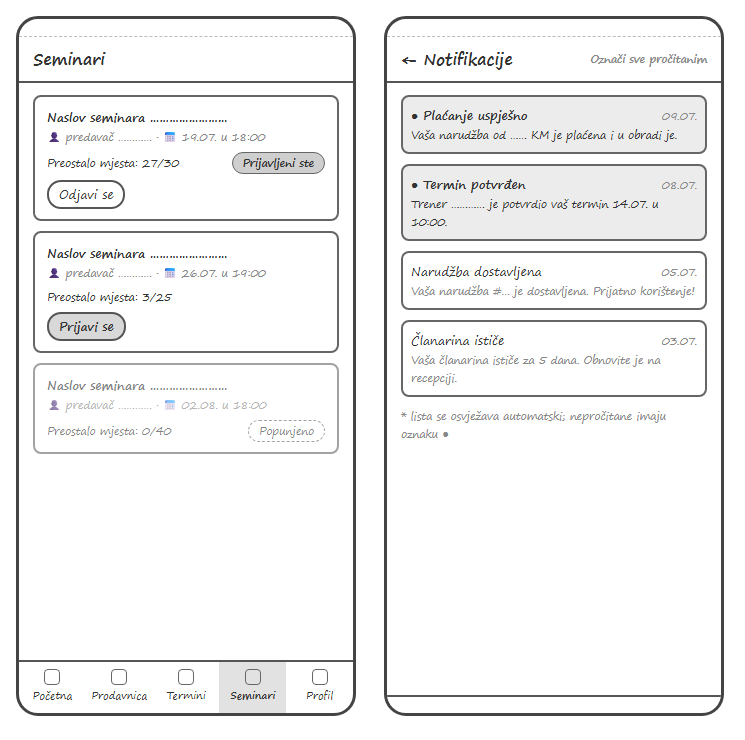 Seminari
Naslov seminara ........................
👤 predavač ............ · 📅 19.07. u 18:00
Preostalo mjesta: 27/30
Prijavljeni ste
Odjavi se
Naslov seminara ........................
👤 predavač ............ · 📅 26.07. u 19:00
Preostalo mjesta: 3/25
Prijavi se
Naslov seminara ........................
👤 predavač ............ · 📅 02.08. u 18:00
Preostalo mjesta: 0/40
Popunjeno
Početna
Prodavnica
Termini
Seminari
Profil
← Notifikacije
Označi sve pročitanim
● Plaćanje uspješno
09.07.
Vaša narudžba od ...... KM je plaćena i u obradi je.
● Termin potvrđen
08.07.
Trener ............ je potvrdio vaš termin 14.07. u
10:00.
Narudžba dostavljena
05.07.
Vaša narudžba #... je dostavljena. Prijatno korištenje!
Članarina ističe
03.07.
Vaša članarina ističe za 5 dana. Obnovite je na
recepciji.
* lista se osvježava automatski; nepročitane imaju
oznaku ●